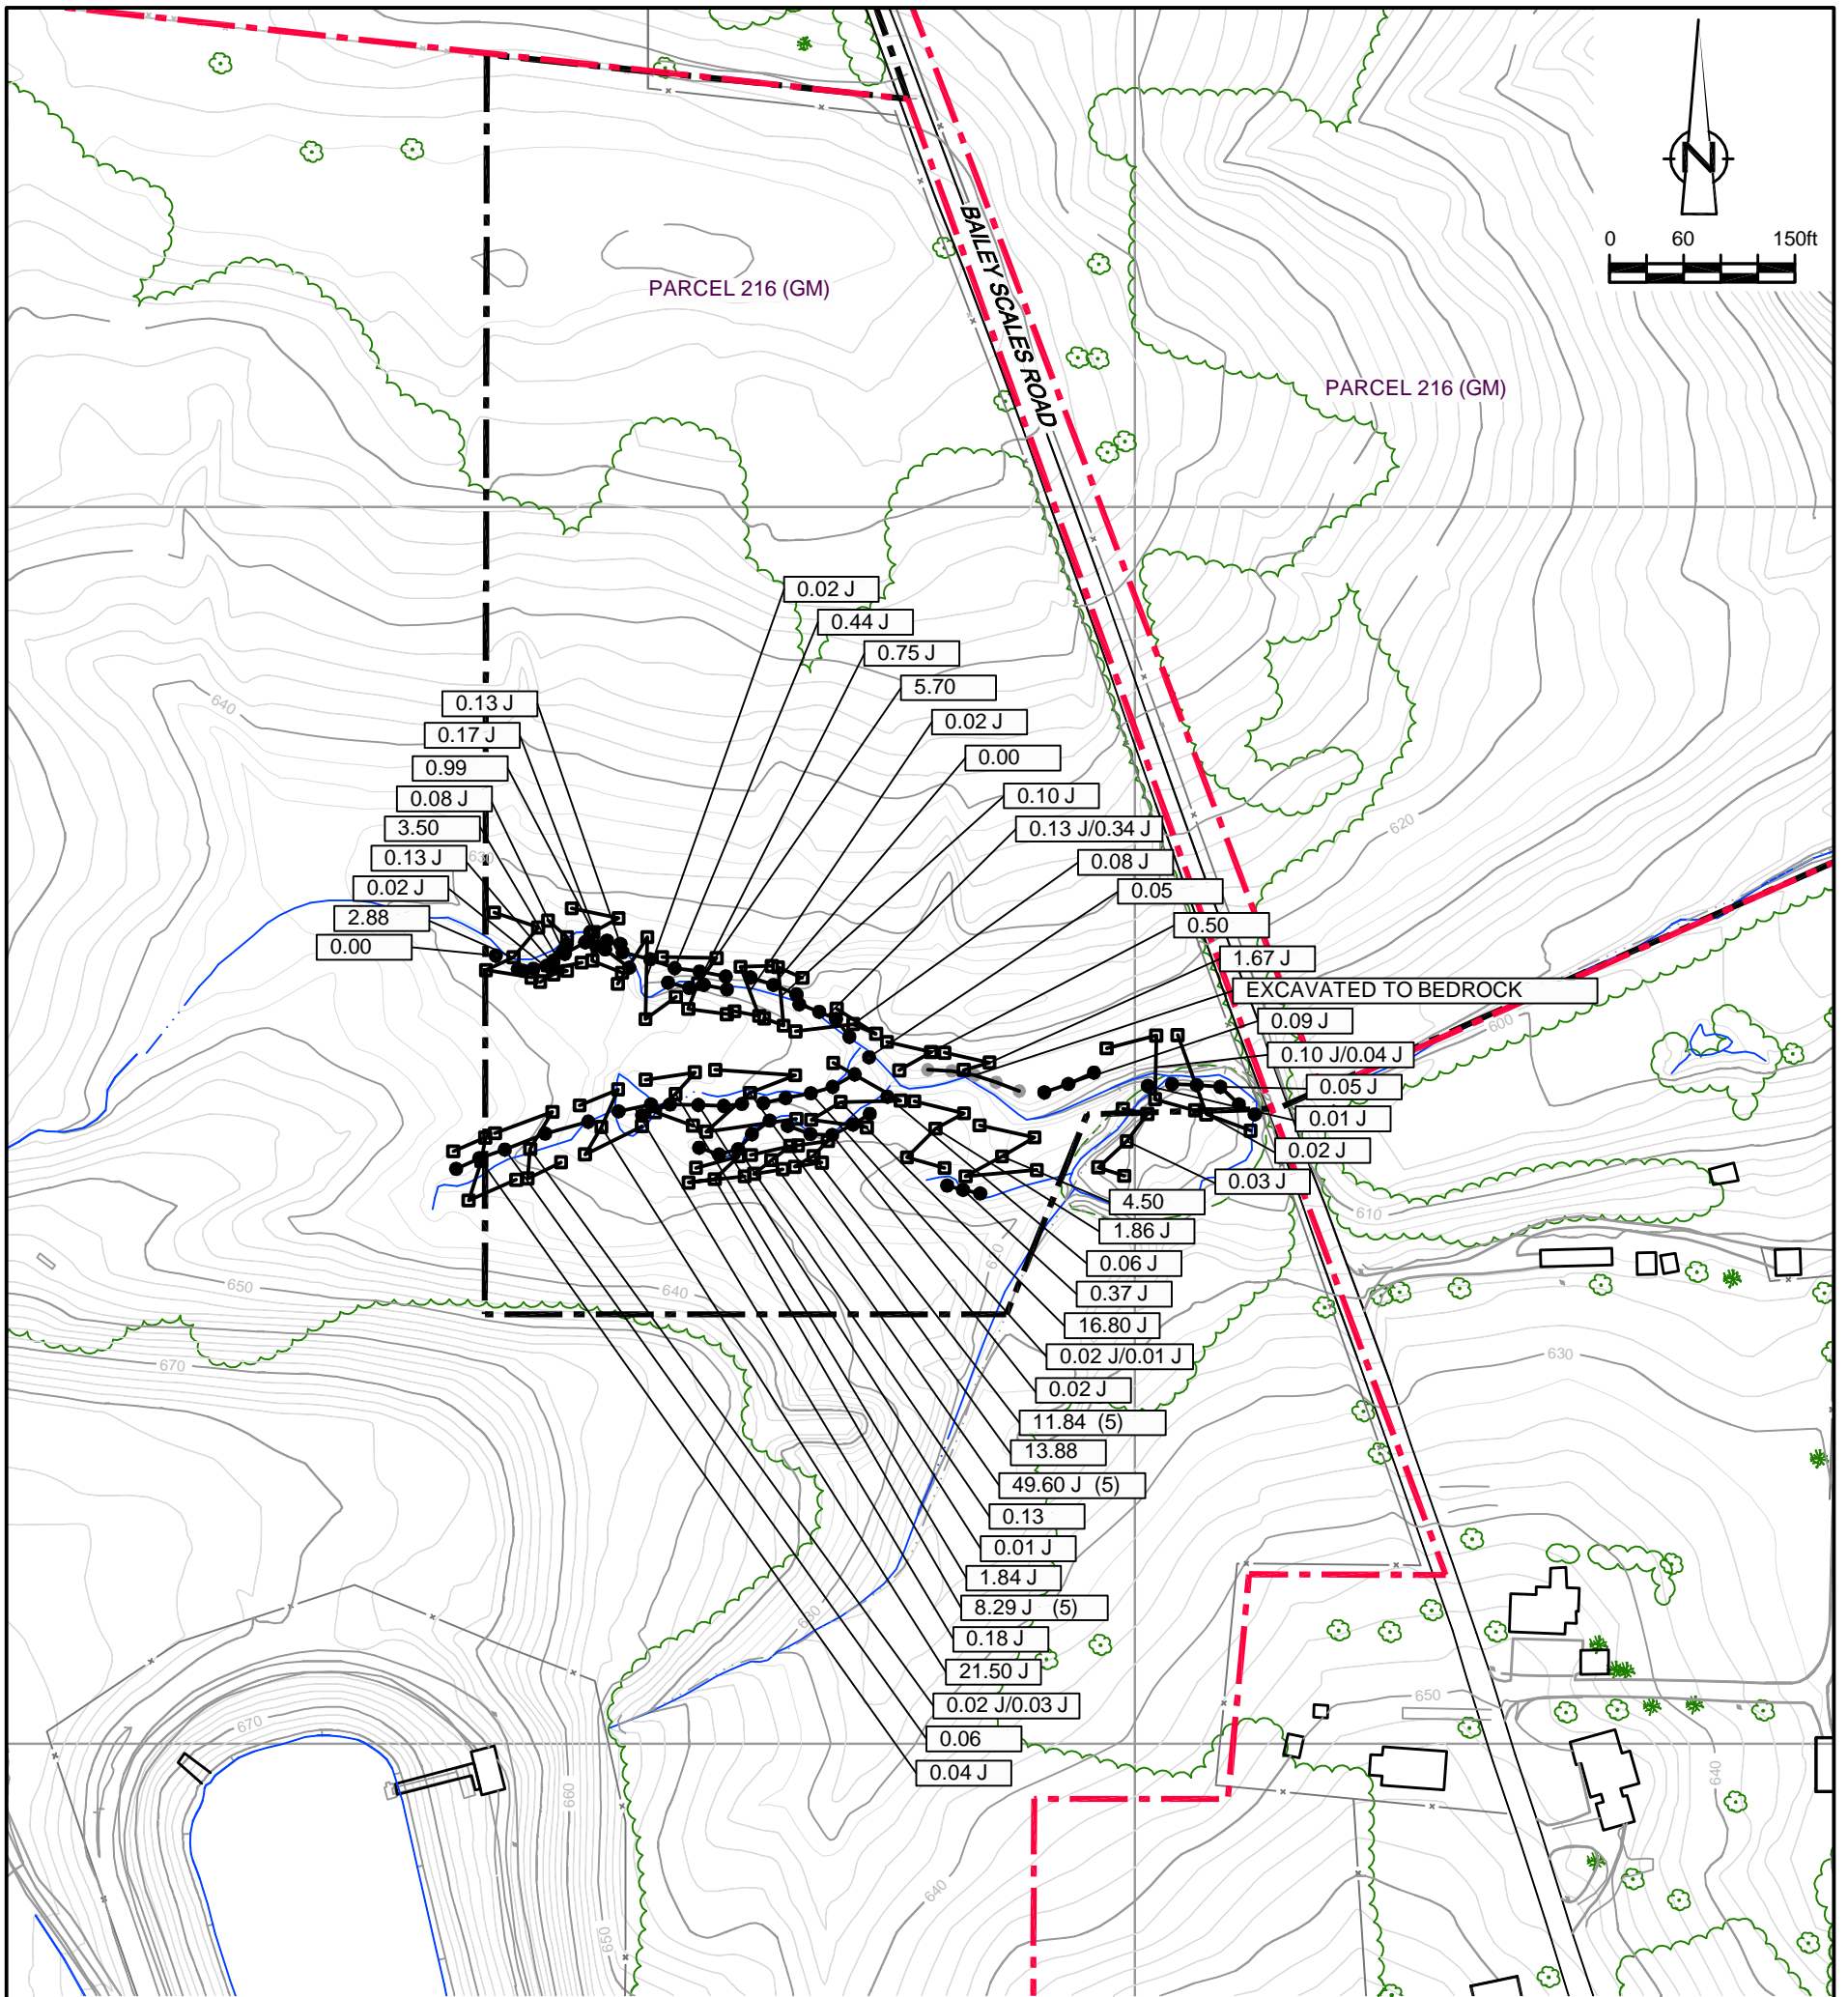 N
0 60 150ft
BAILEY SCALES ROAD
PARCEL 216 (GM)
PARCEL 216 (GM)
0.02 J
0.44 J
0.75 J
5.70
0.02 J
0.00
0.10 J
0.13 J/0.34 J
0.08 J
0.05
0.50
1.67 J
EXCAVATED TO BEDROCK
0.09 J
0.10 J/0.04 J
0.05 J
0.01 J
0.02 J
0.03 J
0.13 J
0.17 J
0.99
0.08 J
3.50
0.13 J
0.02 J
2.88
0.00
4.50
1.86 J
0.06 J
0.37 J
16.80 J
0.02 J/0.01 J
0.02 J
11.84 (5)
13.88
49.60 J (5)
0.13
0.01 J
1.84 J
8.29 J (5)
0.18 J
21.50 J
0.02 J/0.03 J
0.06
0.04 J
640
630
620
600
610
650
640
620
670
630
630
650
670
660
640
640
650